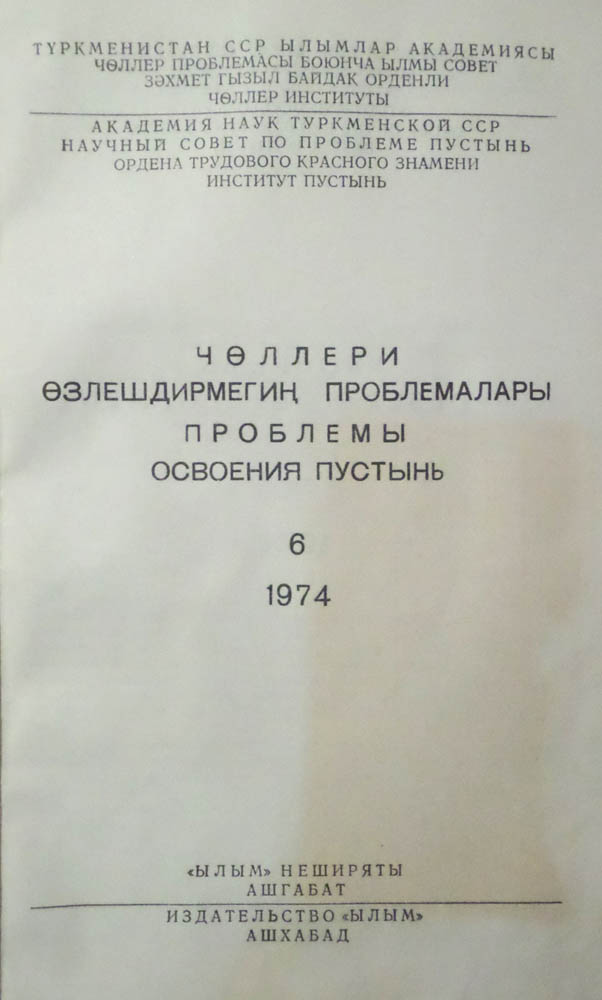 ТҮРКМЕНИСТАН ССР ЫЛЫМЛАР АКАДЕМИЯСЫ
ЧӨЛЛЕР ПРОБЛЕМАСЫ БОЮНЧА ЫЛМЫ СОВЕТ
ЗӘХМЕТ ГЫЗЫЛ БАЙДАК ОРДЕНЛИ
ЧӨЛЛЕР ИНСТИТУТЫ
АКАДЕМИЯ НАУК ТУРКМЕНСКОЙ ССР
НАУЧНЫЙ СОВЕТ ПО ПРОБЛЕМЕ ПУСТЫНЬ
ОРДЕНА ТРУДОВОГО КРАСНОГО ЗНАМЕНИ
ИНСТИТУТ ПУСТЫНЬ
ЧӨЛЛЕРИ
ӨЗЛЕШДИРМЕГИҢ ПРОБЛЕМАЛАРЫ
ПРОБЛЕМЫ
ОСВОЕНИЯ ПУСТЫНЬ
6
1974
«ЫЛЫМ» НЕШИРЯТЫ
АШГАБАТ
ИЗДАТЕЛЬСТВО «ЫЛЫМ»
АШХАБАД